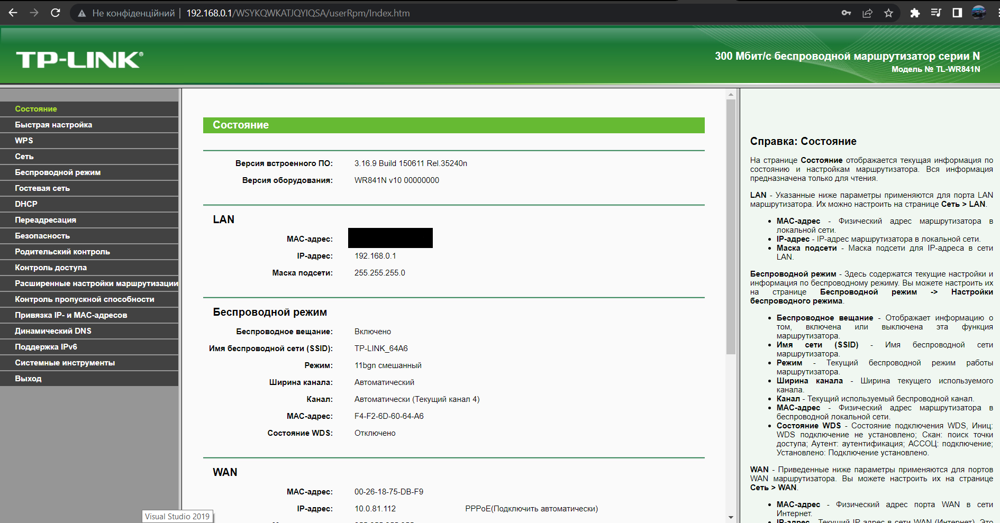 Не конфіденційний | 192.168.0.1/WSYKQWKATJQYIQSA/userRpm/Index.htm
TP-LINK®
300 Мбит/с беспроводной маршрутизатор серии N
Модель № TL-WR841N
Состояние
Быстрая настройка
WPS
Сеть
Беспроводной режим
Гостевая сеть
DHCP
Переадресация
Безопасность
Родительский контроль
Контроль доступа
Расширенные настройки маршрутизации
Контроль пропускной способности
Привязка IP- и MAC-адресов
Динамический DNS
Поддержка IPv6
Системные инструменты
Выход
Состояние
Версия встроенного ПО: 3.16.9 Build 150611 Rel.35240n
Версия оборудования: WR841N v10 00000000
LAN
MAC-адрес:
IP-адрес: 192.168.0.1
Маска подсети: 255.255.255.0
Беспроводной режим
Беспроводное вещание: Включено
Имя беспроводной сети (SSID): TP-LINK_64A6
Режим: 11bgn смешанный
Ширина канала: Автоматический
Канал: Автоматически (Текущий канал 4)
MAC-адрес: F4-F2-6D-60-64-A6
Состояние WDS: Отключено
WAN
MAC-адрес: 00-26-18-75-DB-F9
IP-адрес: 10.0.81.112 PPPoE(Подключить автоматически)
Visual Studio 2019
Справка: Состояние
На странице Состояние отображается текущая информация по
состоянию и настройкам маршрутизатора. Вся информация
предназначена только для чтения.
LAN - Указанные ниже параметры применяются для порта LAN
маршрутизатора. Их можно настроить на странице Сеть > LAN.
• MAC-адрес - Физический адрес маршрутизатора в
локальной сети.
• IP-адрес - IP-адрес маршрутизатора в локальной сети.
• Маска подсети - Маска подсети для IP-адреса в сети
LAN.
Беспроводной режим - Здесь содержатся текущие настройки и
информация по беспроводному режиму. Вы можете настроить их
на странице Беспроводной режим -> Настройки
беспроводного режима.
• Беспроводное вещание - Отображает информацию о
том, включена или выключена эта функция
маршрутизатора.
• Имя сети (SSID) - Имя беспроводной сети
маршрутизатора.
• Режим - Текущий беспроводной режим работы
маршрутизатора.
• Ширина канала - Ширина текущего используемого
канала.
• Канал - Текущий используемый беспроводной канал.
• MAC-адрес - Физический адрес маршрутизатора в
беспроводной локальной сети.
• Состояние WDS - Состояние подключения WDS, Иниц:
WDS подключение не установлено; Скан: поиск точки
доступа; Аутент: аутентификация; АССОЦ: подключение;
Установлено: Подключение установлено.
WAN - Приведенные ниже параметры применяются для портов
WAN маршрутизатора. Вы можете настроить их на странице
Сеть > WAN.
• MAC-адрес - Физический адрес порта WAN в сети
Интернет.
• IP-адрес - Текущий IP адрес в сети WAN (Интернет). Это